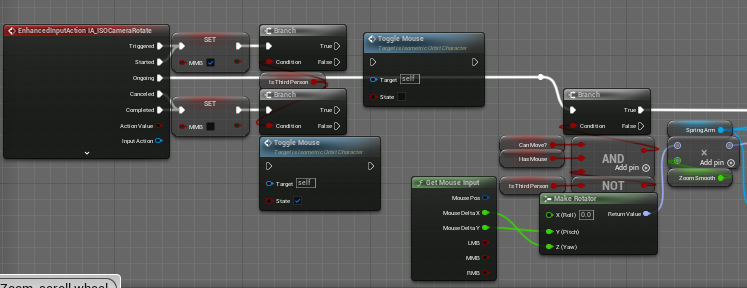 EnhancedInputAction IA_ISOCameraRotate
Triggered
Started
Ongoing
Canceled
Completed
Action Value
Input Action
SET
MMB
SET
MMB
Branch
Condition
True
False
Is Third Person
Branch
Condition
True
False
Toggle Mouse
Target is Isometric Orbit Character
Target self
State
Toggle Mouse
Target is Isometric Orbit Character
Target self
State
Branch
Condition
True
False
Can Move?
Has Mouse
AND
Add pin
Is Third Person
NOT
Spring Arm
Add pin
Zoom Smooth
Get Mouse Input
Mouse Pos
Mouse Delta X
Mouse Delta Y
LMB
MMB
RMB
Make Rotator
X (Roll) 0.0
Y (Pitch)
Z (Yaw)
Return Value
Zoom scroll wheel